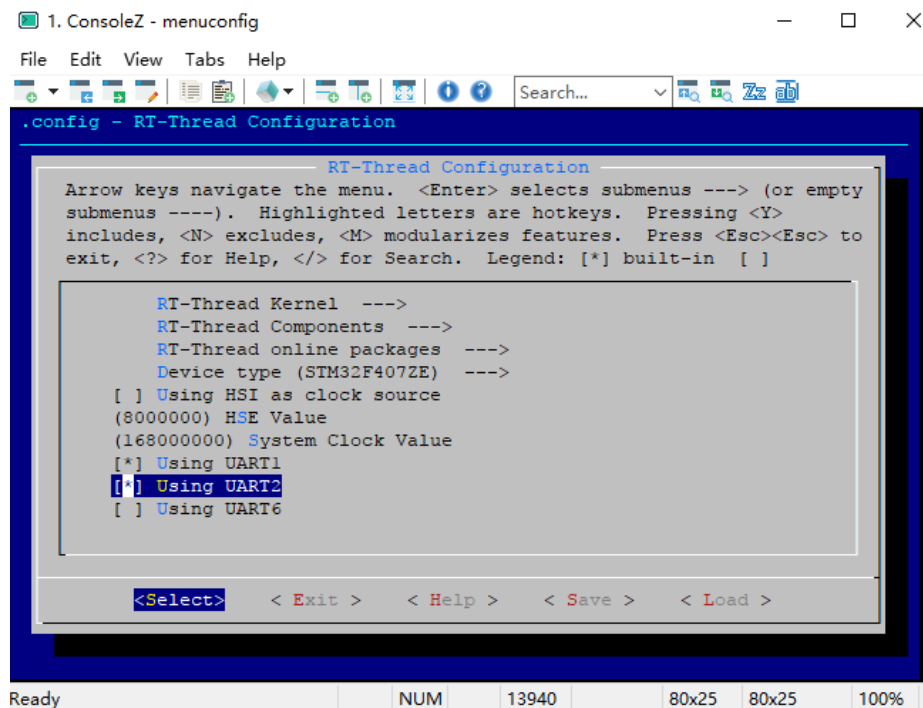 1. ConsoleZ - menuconfig
File Edit View Tabs Help
Search...
.config - RT-Thread Configuration
RT-Thread Configuration
Arrow keys navigate the menu. <Enter> selects submenus ---> (or empty
submenus ----). Highlighted letters are hotkeys. Pressing <Y>
includes, <N> excludes, <M> modularizes features. Press <Esc><Esc> to
exit, <?> for Help, </> for Search. Legend: [*] built-in [ ]
RT-Thread Kernel --->
RT-Thread Components --->
RT-Thread online packages --->
Device type (STM32F407ZE) --->
[ ] Using HSI as clock source
(8000000) HSE Value
(168000000) System Clock Value
[*] Using UART1
[*] Using UART2
[ ] Using UART6
<Select> < Exit > < Help > < Save > < Load >
Ready NUM 13940 80x25 80x25 100%